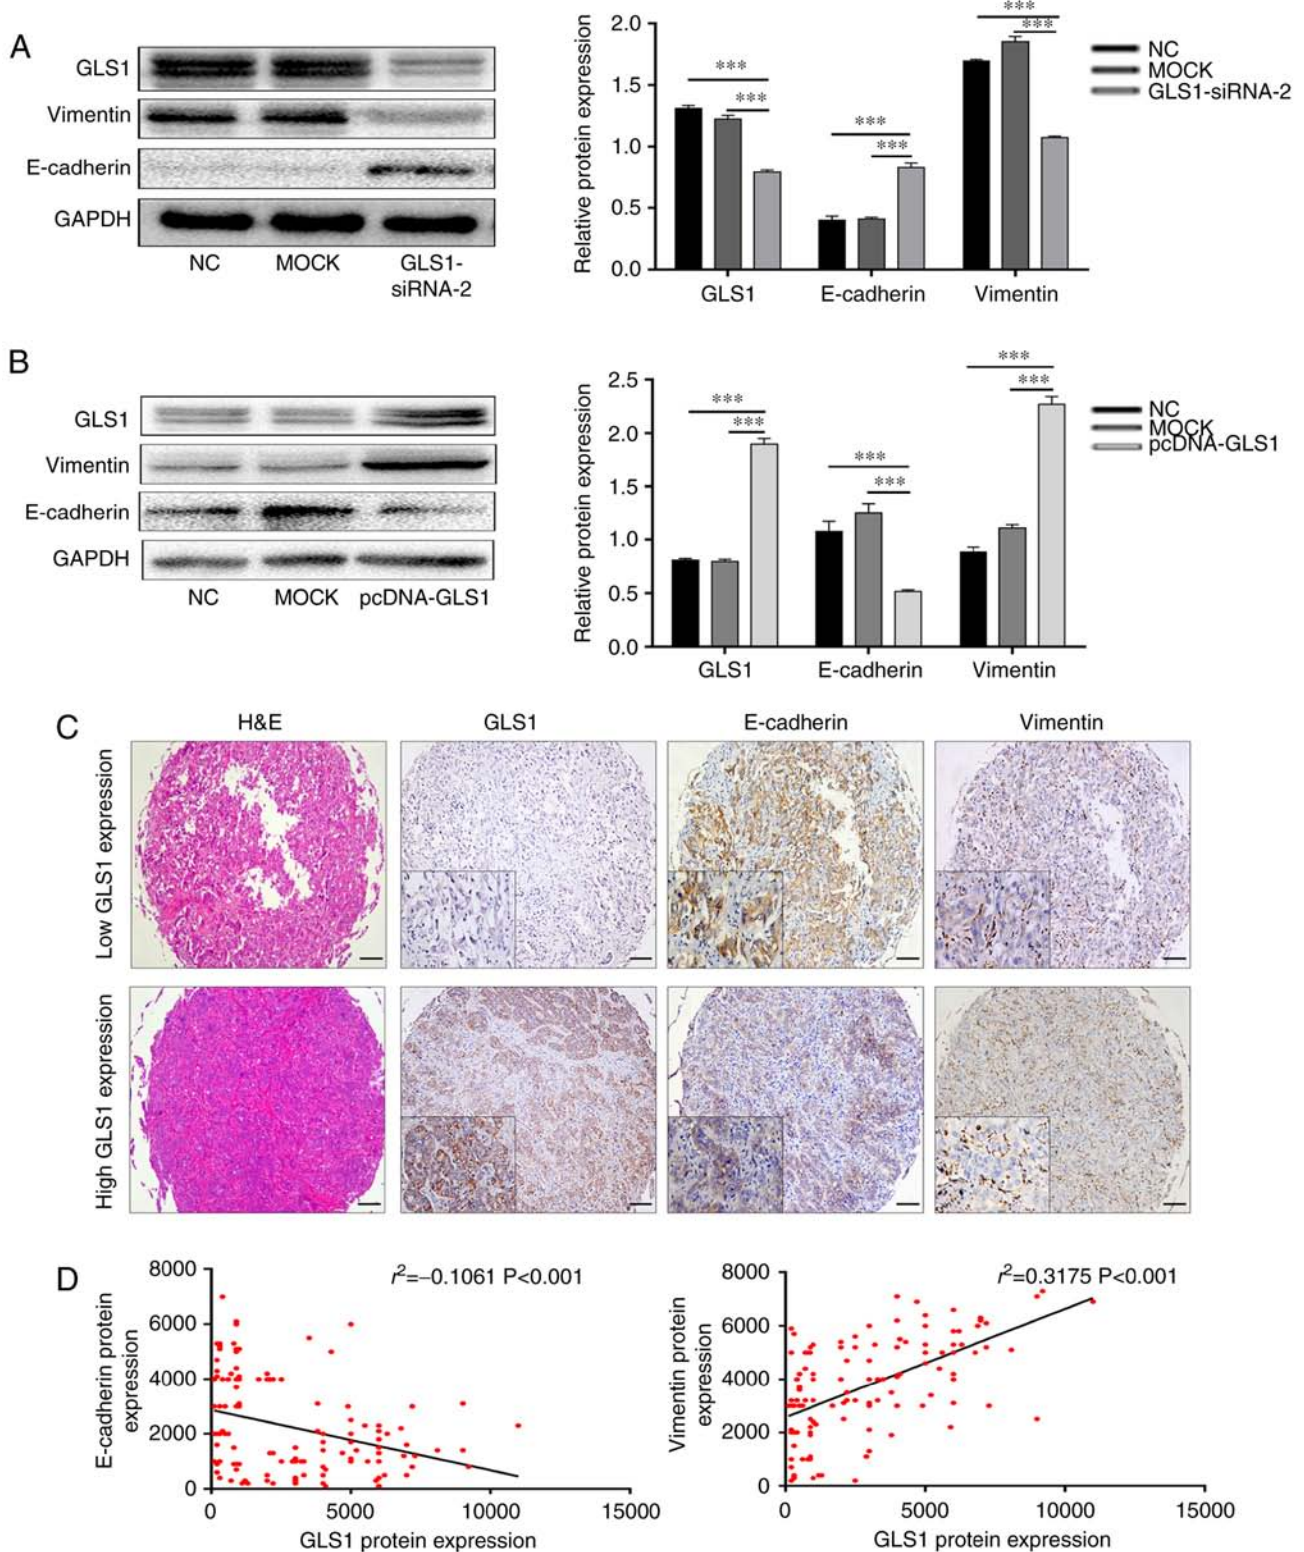 A
GLS1
Vimentin
E-cadherin
GAPDH
NC MOCK GLS1-
siRNA-2
Relative protein expression
2.0
1.5
1.0
0.5
0.0
***
***
***
***
***
***
GLS1 E-cadherin Vimentin
NC
MOCK
GLS1-siRNA-2
B
GLS1
Vimentin
E-cadherin
GAPDH
NC MOCK pcDNA-GLS1
Relative protein expression
2.5
2.0
1.5
1.0
0.5
0.0
***
***
***
***
***
***
GLS1 E-cadherin Vimentin
NC
MOCK
pcDNA-GLS1
C
H&E GLS1 E-cadherin Vimentin
Low GLS1 expression
High GLS1 expression
D
E-cadherin protein
expression
8000
6000
4000
2000
0
r²=−0.1061 P<0.001
0 5000 10000 15000
GLS1 protein expression
Vimentin protein
expression
8000
6000
4000
2000
0
r²=0.3175 P<0.001
0 5000 10000 15000
GLS1 protein expression